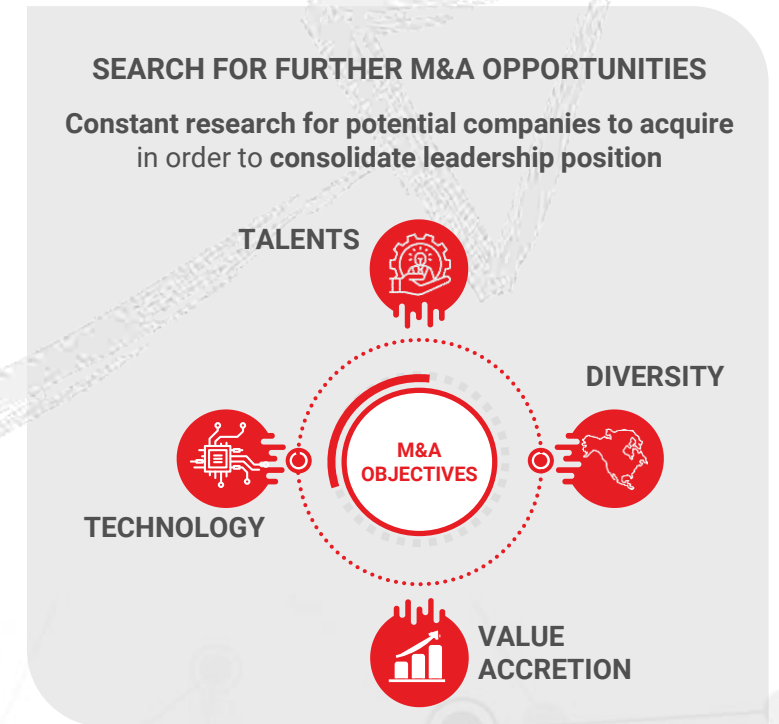 SEARCH FOR FURTHER M&A OPPORTUNITIES
Constant research for potential companies to acquire
in order to consolidate leadership position
TALENTS
DIVERSITY
M&A
OBJECTIVES
TECHNOLOGY
VALUE
ACCRETION